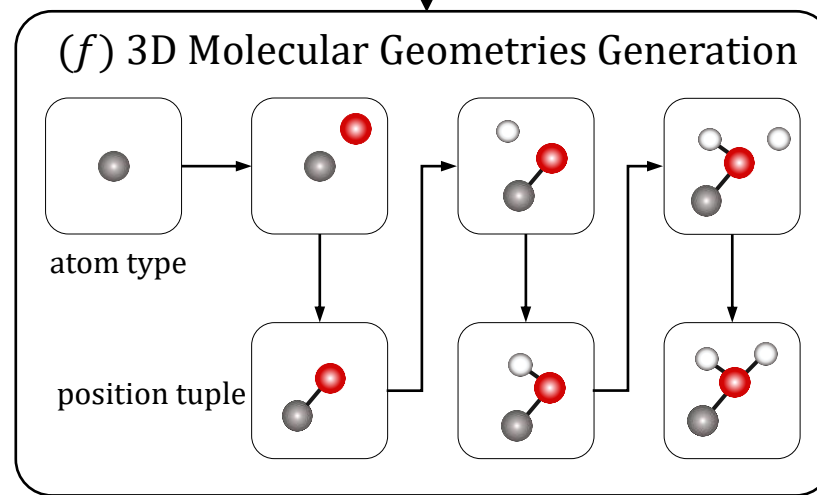 (f) 3D Molecular Geometries Generation
atom type
position tuple